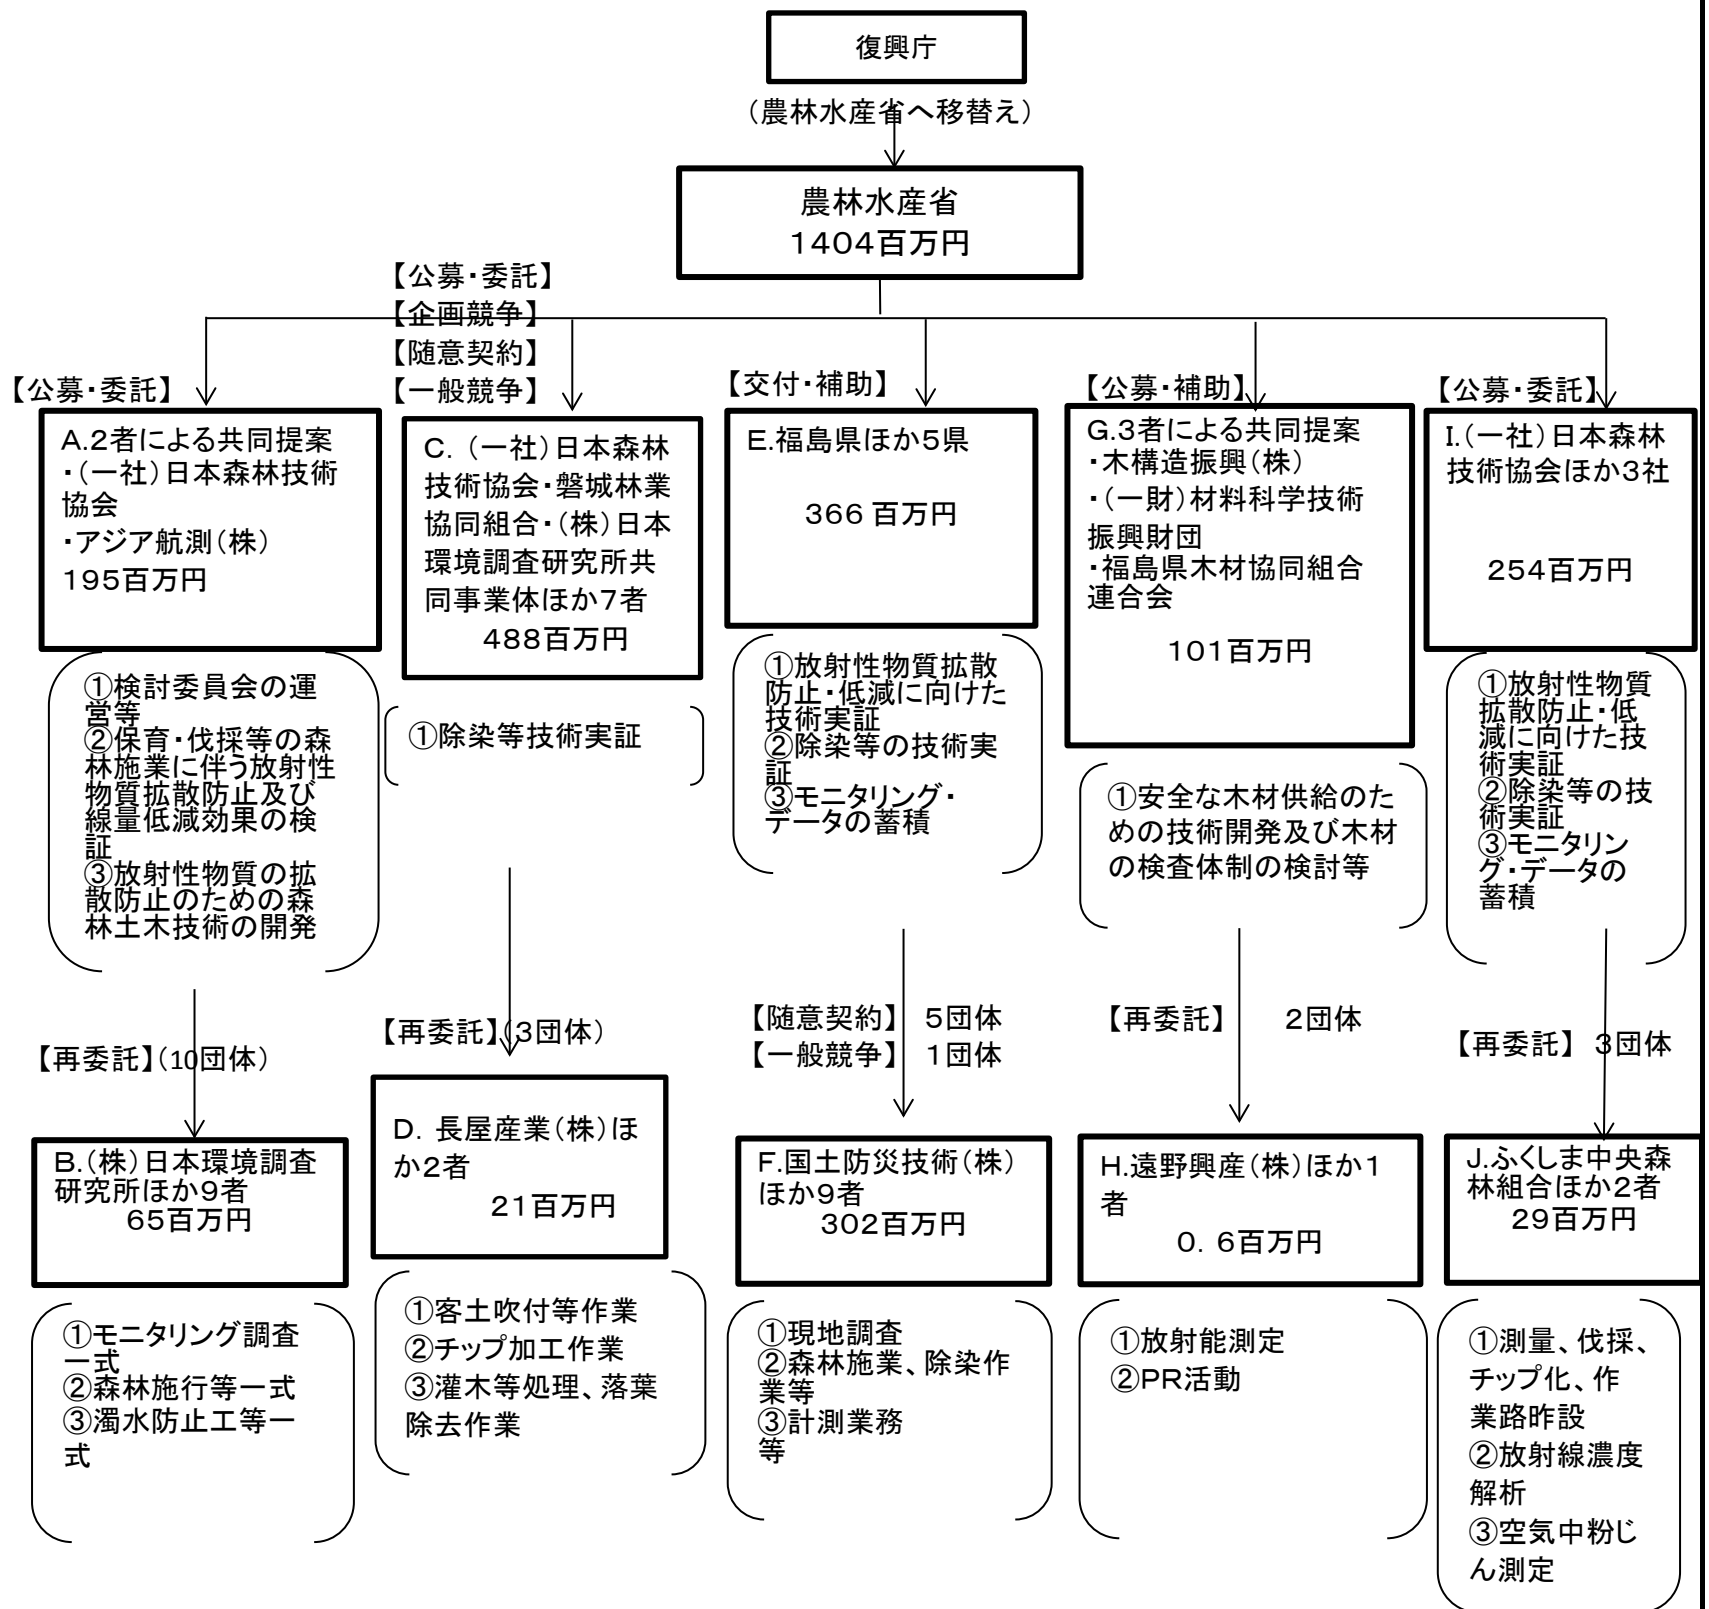 復興庁
(農林水産省へ移替え)
農林水産省
1404百万円
【公募・委託】
【企画競争】
【随意契約】
【一般競争】
【公募・委託】
【交付・補助】
【公募・補助】
【公募・委託】
A.2者による共同提案
・(一社)日本森林技術
協会
・アジア航測(株)
195百万円
C. (一社)日本森林
技術協会・磐城林業
協同組合・(株)日本
環境調査研究所共
同事業体ほか7者
488百万円
E.福島県ほか5県
366百万円
G.3者による共同提案
・木構造振興(株)
・(一財)材料科学技術
振興財団
・福島県木材協同組合
連合会
101百万円
I.(一社)日本森林
技術協会ほか3社
254百万円
①検討委員会の運
営等
②保育・伐採等の森
林施業に伴う放射性
物質拡散防止及び
線量低減効果の検
証
③放射性物質の拡
散防止のための森
林土木技術の開発
①除染等技術実証
①放射性物質拡散
防止・低減に向けた
技術実証
②除染等の技術実
証
③モニタリング・
データの蓄積
①安全な木材供給のた
めの技術開発及び木材
の検査体制の検討等
①放射性物質
拡散防止・低
減に向けた技
術実証
②除染等の技
術実証
③モニタリン
グ・データの
蓄積
【再委託】(10団体)
【再委託】(3団体)
【随意契約】 5団体
【一般競争】 1団体
【再委託】 2団体
【再委託】 3団体
B.(株)日本環境調査
研究所ほか9者
65百万円
D. 長屋産業(株)ほ
か2者
21百万円
F.国土防災技術(株)
ほか9者
302百万円
H.遠野興産(株)ほか1
者
0. 6百万円
J.ふくしま中央森
林組合ほか2者
29百万円
①モニタリング調査
一式
②森林施行等一式
③濁水防止工等一
式
①客土吹付等作業
②チップ加工作業
③灌木等処理、落葉
除去作業
①現地調査
②森林施業、除染作
業等
③計測業務
等
①放射能測定
②PR活動
①測量、伐採、
チップ化、作
業路昨設
②放射線濃度
解析
③空気中粉じ
ん測定